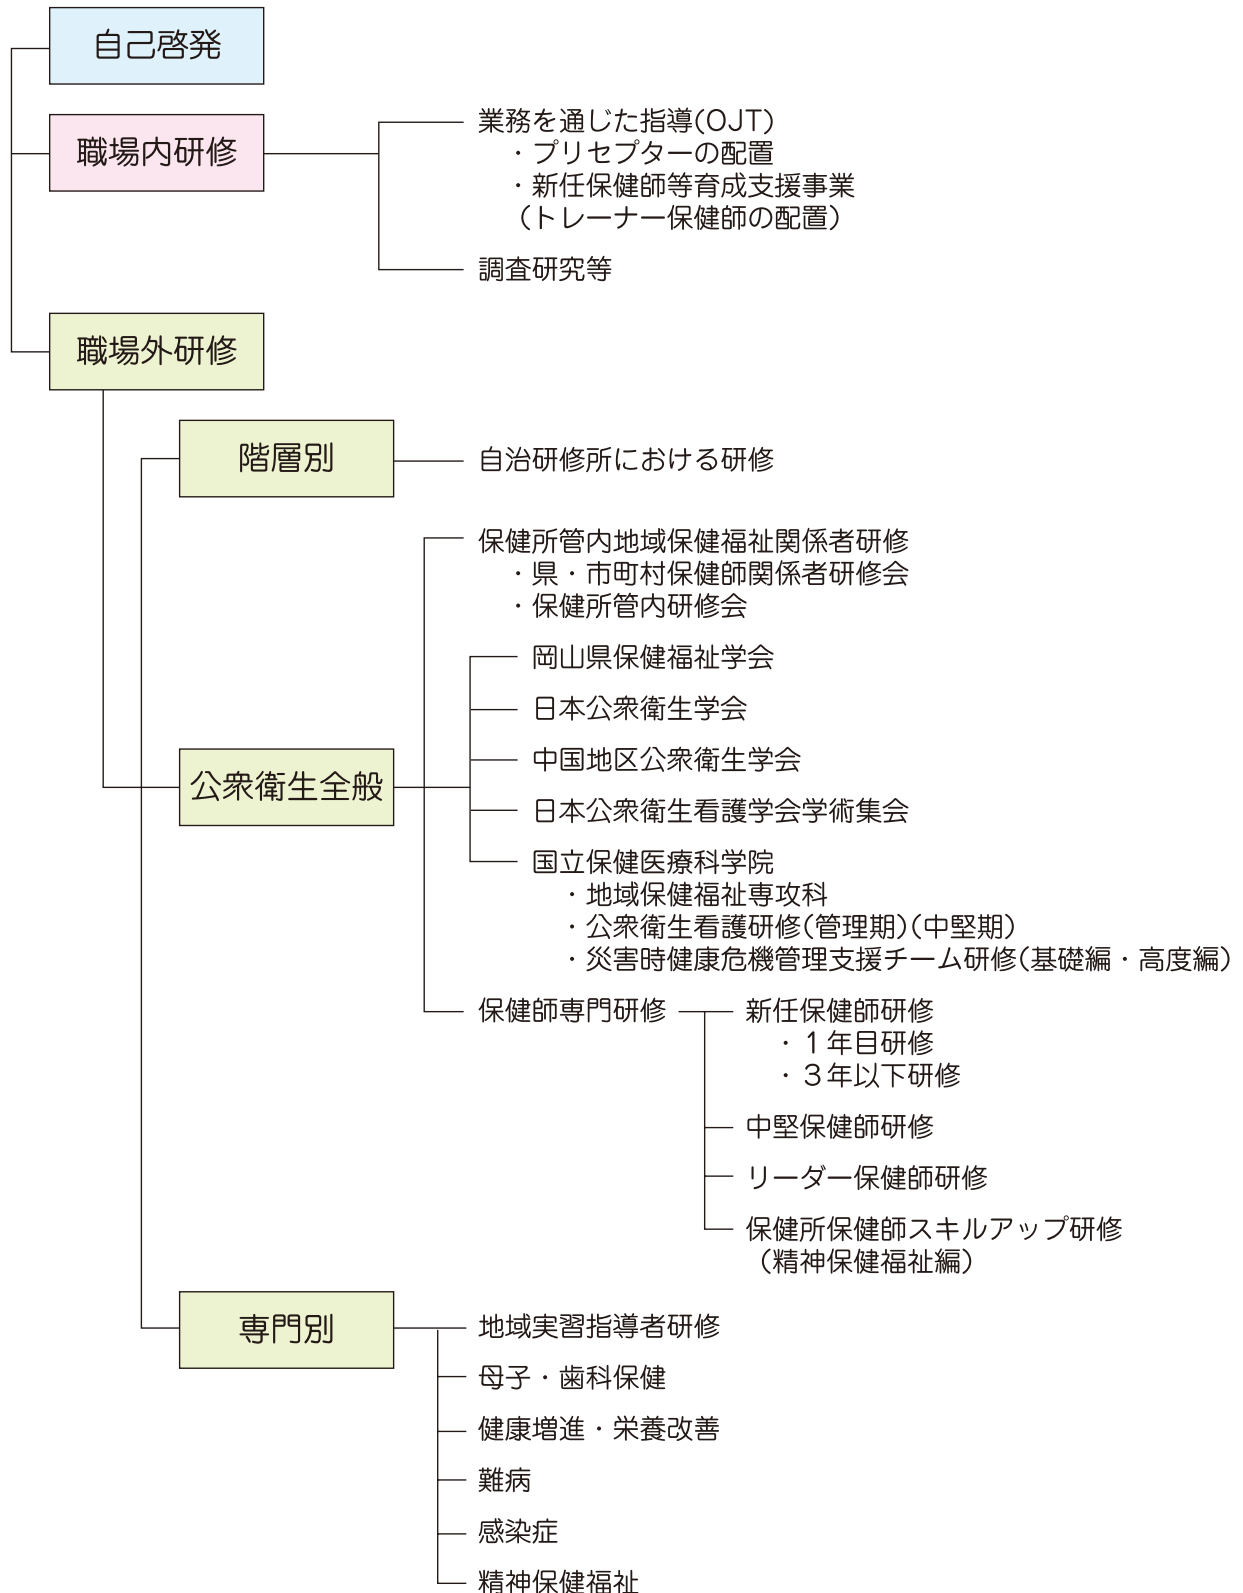 自己啓発
職場内研修
業務を通じた指導(OJT)
・プリセプターの配置
・新任保健師等育成支援事業
(トレーナー保健師の配置)
調査研究等
職場外研修
階層別
自治研修所における研修
公衆衛生全般
保健所管内地域保健福祉関係者研修
・県・市町村保健師関係者研修会
・保健所管内研修会
岡山県保健福祉学会
日本公衆衛生学会
中国地区公衆衛生学会
日本公衆衛生看護学会学術集会
国立保健医療科学院
・地域保健福祉専攻科
・公衆衛生看護研修(管理期)(中堅期)
・災害時健康危機管理支援チーム研修(基礎編・高度編)
保健師専門研修
新任保健師研修
・1年目研修
・3年以下研修
中堅保健師研修
リーダー保健師研修
保健所保健師スキルアップ研修
(精神保健福祉編)
専門別
地域実習指導者研修
母子・歯科保健
健康増進・栄養改善
難病
感染症
精神保健福祉